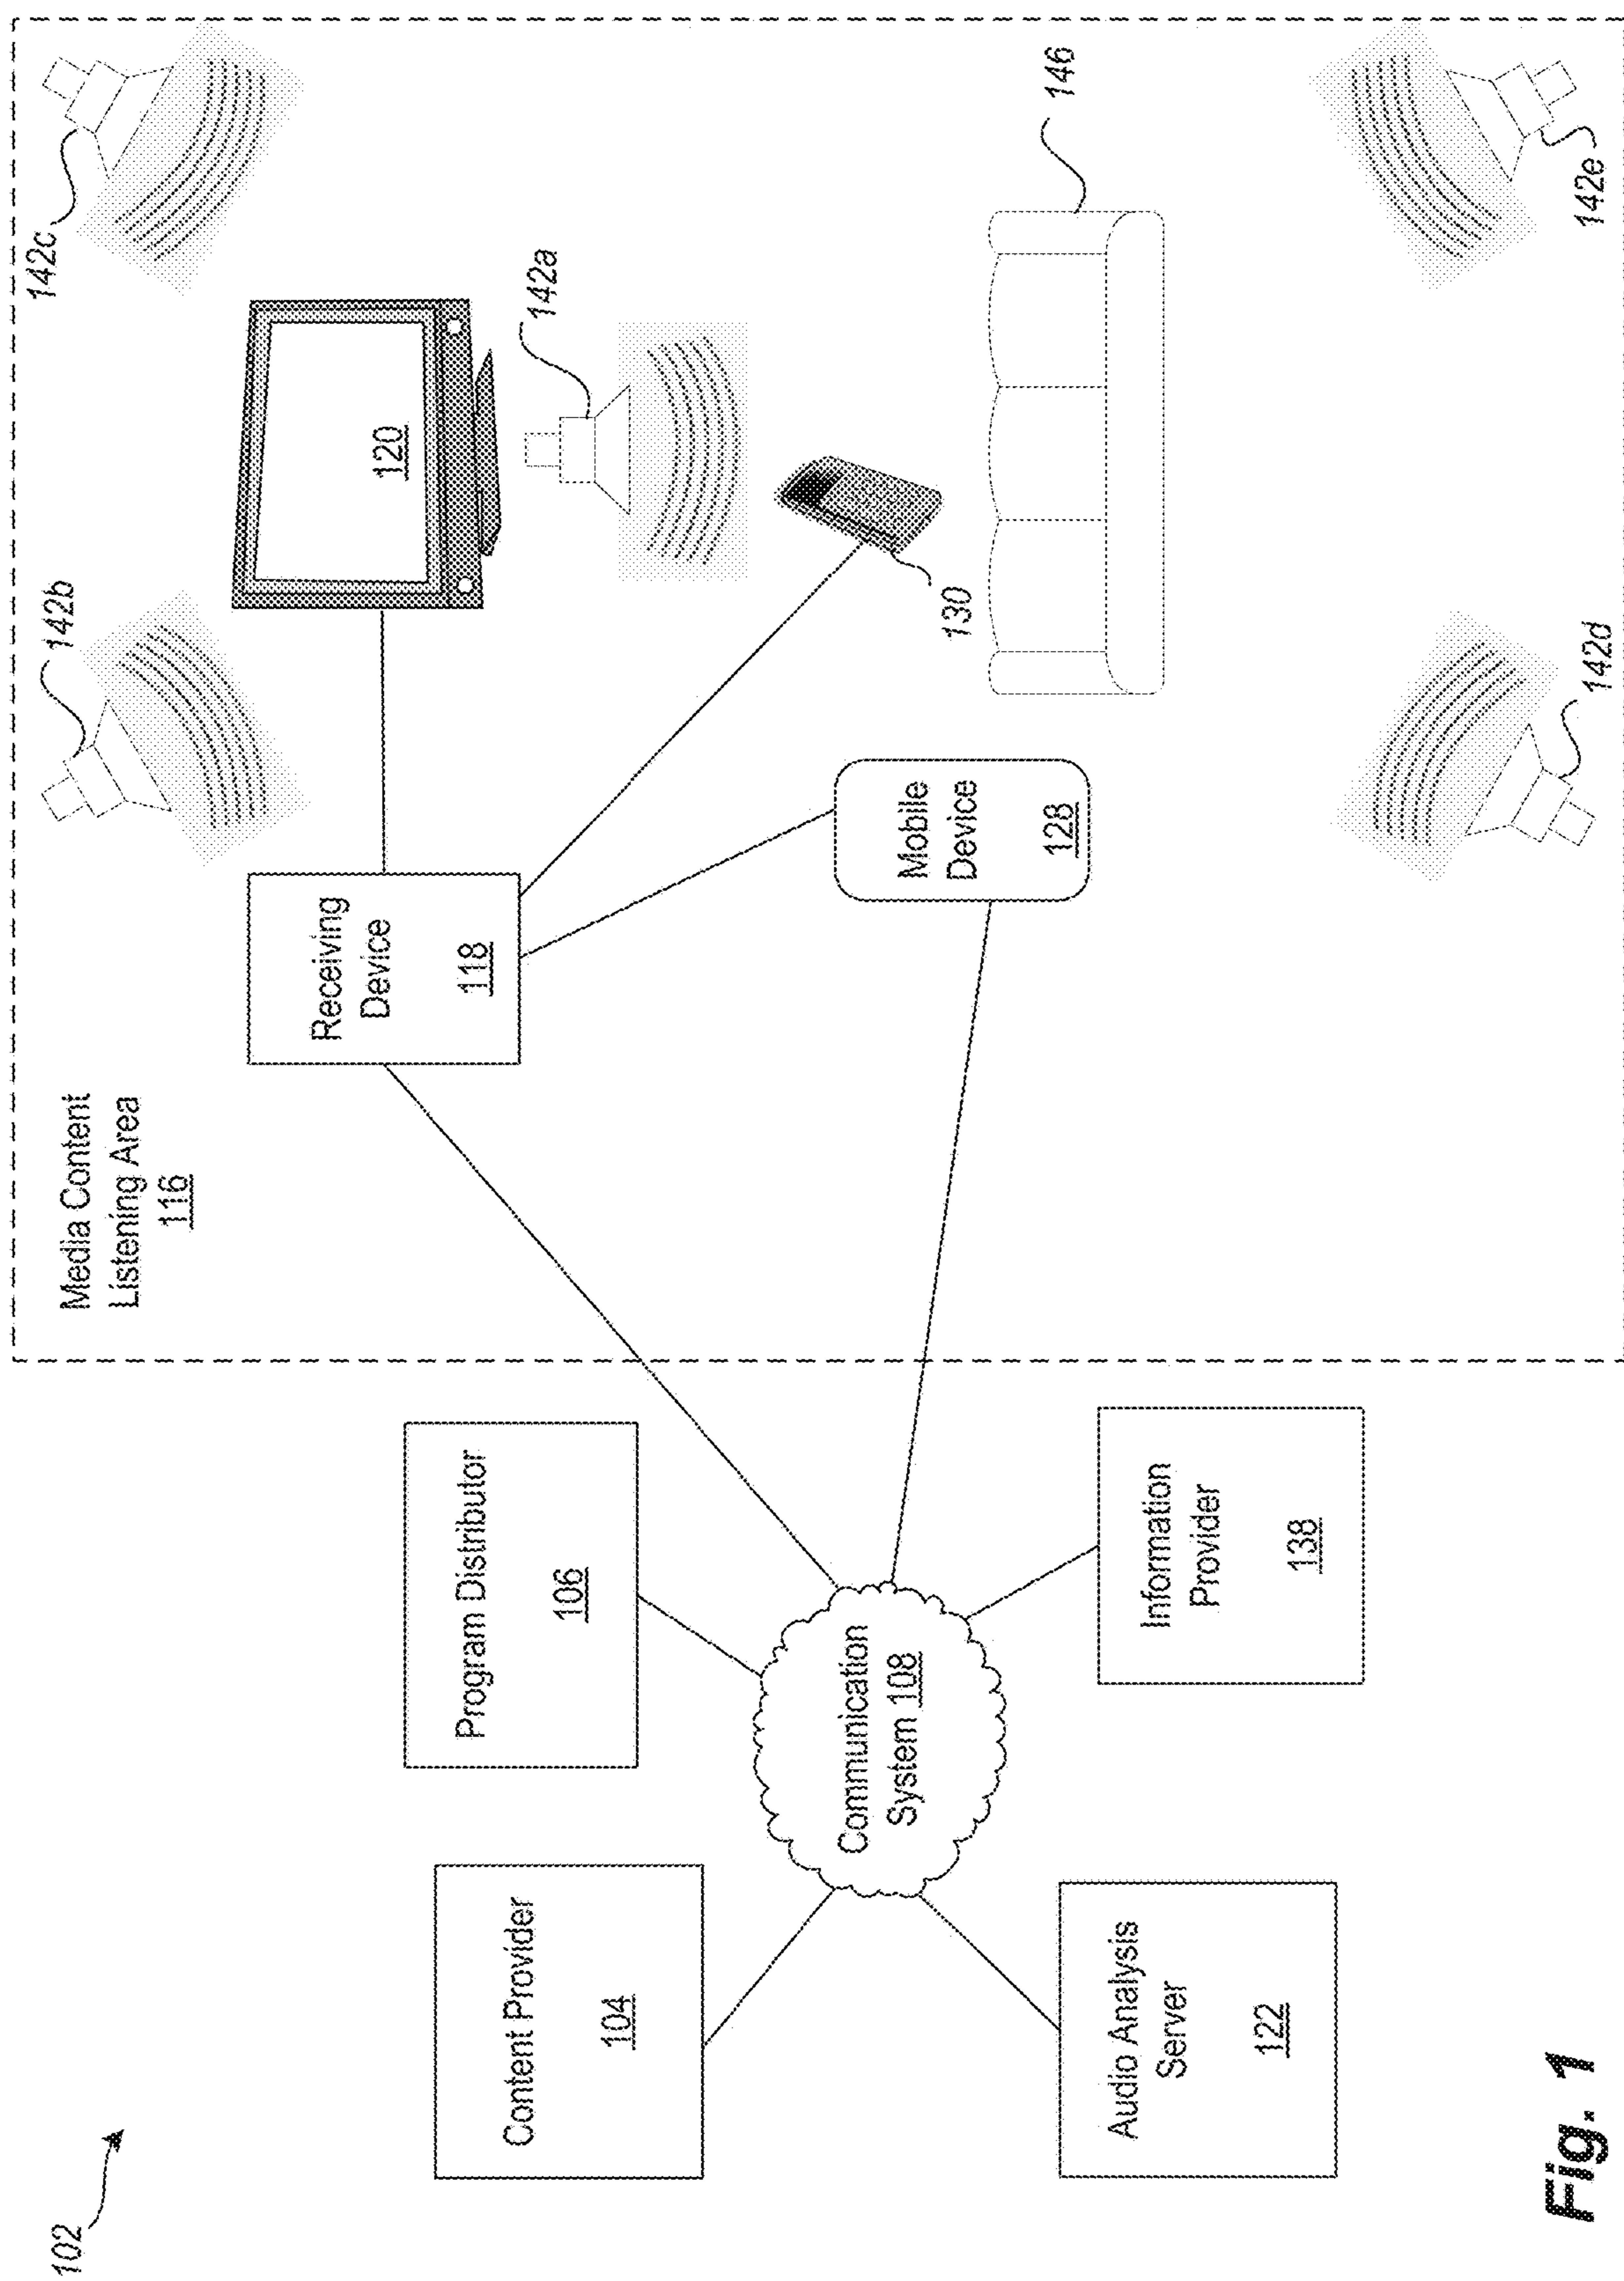 102
Content Provider
104
Program Distributor
106
Communication
System 108
Audio Analysis
Server
122
Information
Provider
138
Media Content
Listening Area
116
Receiving
Device
118
Mobile
Device
128
120
130
142a
142b
142c
142d
142e
146
Fig. 1